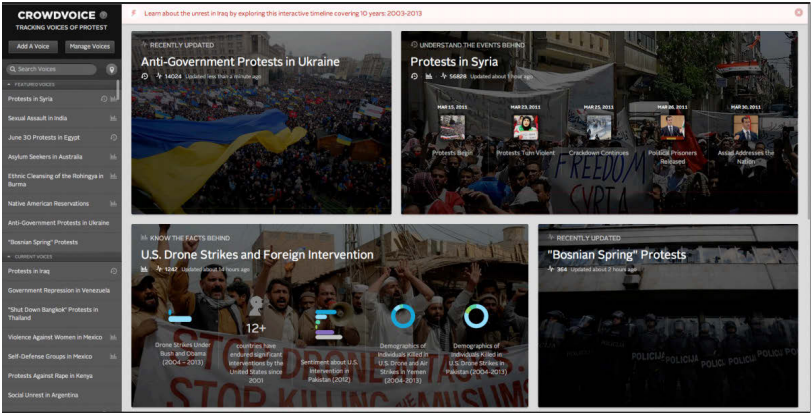 CROWDVOICE
TRACKING VOICES OF PROTEST
Add A Voice
Manage Voices
Search Voices
FEATURED VOICES
Protests in Syria
Sexual Assault in India
June 30 Protests in Egypt
Asylum Seekers in Australia
Ethnic Cleansing of the Rohingya in
Burma
Native American Reservations
Anti-Government Protests in Ukraine
"Bosnian Spring" Protests
CURRENT VOICES
Protests in Iraq
Government Repression in Venezuela
"Shut Down Bangkok" Protests in
Thailand
Violence Against Women in Mexico
Self-Defense Groups in Mexico
Protests Against Rape in Kenya
Social Unrest in Argentina
Learn about the unrest in Iraq by exploring this interactive timeline covering 10 years: 2003-2013
RECENTLY UPDATED
Anti-Government Protests in Ukraine
14024 Updated less than a minute ago
UNDERSTAND THE EVENTS BEHIND
Protests in Syria
56828 Updated about 1 hour ago
MAR 15, 2011
Protests Begin
MAR 23, 2011
Protests Turn Violent
MAR 25, 2011
Crackdown Continues
MAR 26, 2011
Political Prisoners
Released
MAR 30, 2011
Assad Addresses the
Nation
FREEDOM
KNOW THE FACTS BEHIND
U.S. Drone Strikes and Foreign Intervention
1242 Updated about 14 hours ago
Drone Strikes Under
Bush and Obama
(2004 - 2013)
12+
countries have
endured significant
interventions by the
United States since
2001
Sentiment about U.S.
Intervention in
Pakistan (2012)
Demographics of
Individuals Killed in
U.S. Drone and Air
Strikes in Yemen
(2004-2013)
Demographics of
Individuals Killed in
U.S. Drone Strikes in
Pakistan
(2004-2013)
STOP KILLING MUSLIMS
RECENTLY UPDATED
"Bosnian Spring" Protests
364 Updated about 2 hours ago
POLICIJA POLICIJA POLICIJA